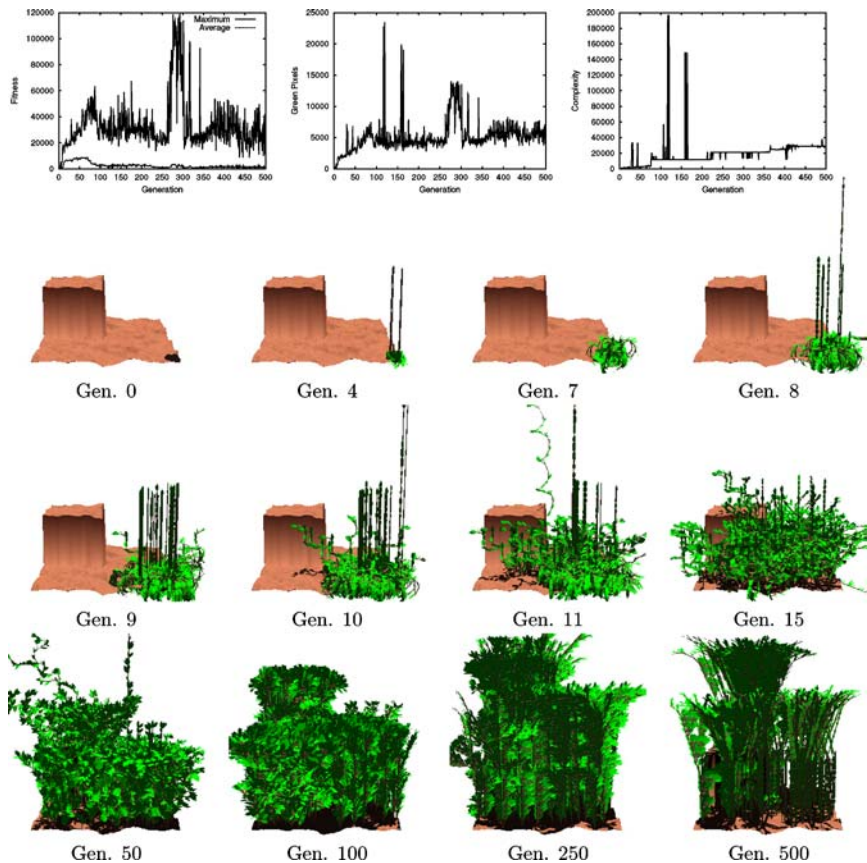 Maximum
Average
120000
100000
80000
60000
40000
20000
0
Fitness
0 50 100 150 200 250 300 350 400 450 500
Generation
25000
20000
15000
10000
5000
0
Green Pixels
0 50 100 150 200 250 300 350 400 450 500
Generation
200000
180000
160000
140000
120000
100000
80000
60000
40000
20000
0
Complexity
0 50 100 150 200 250 300 350 400 450 500
Generation
Gen. 0
Gen. 4
Gen. 7
Gen. 8
Gen. 9
Gen. 10
Gen. 11
Gen. 15
Gen. 50
Gen. 100
Gen. 250
Gen. 500